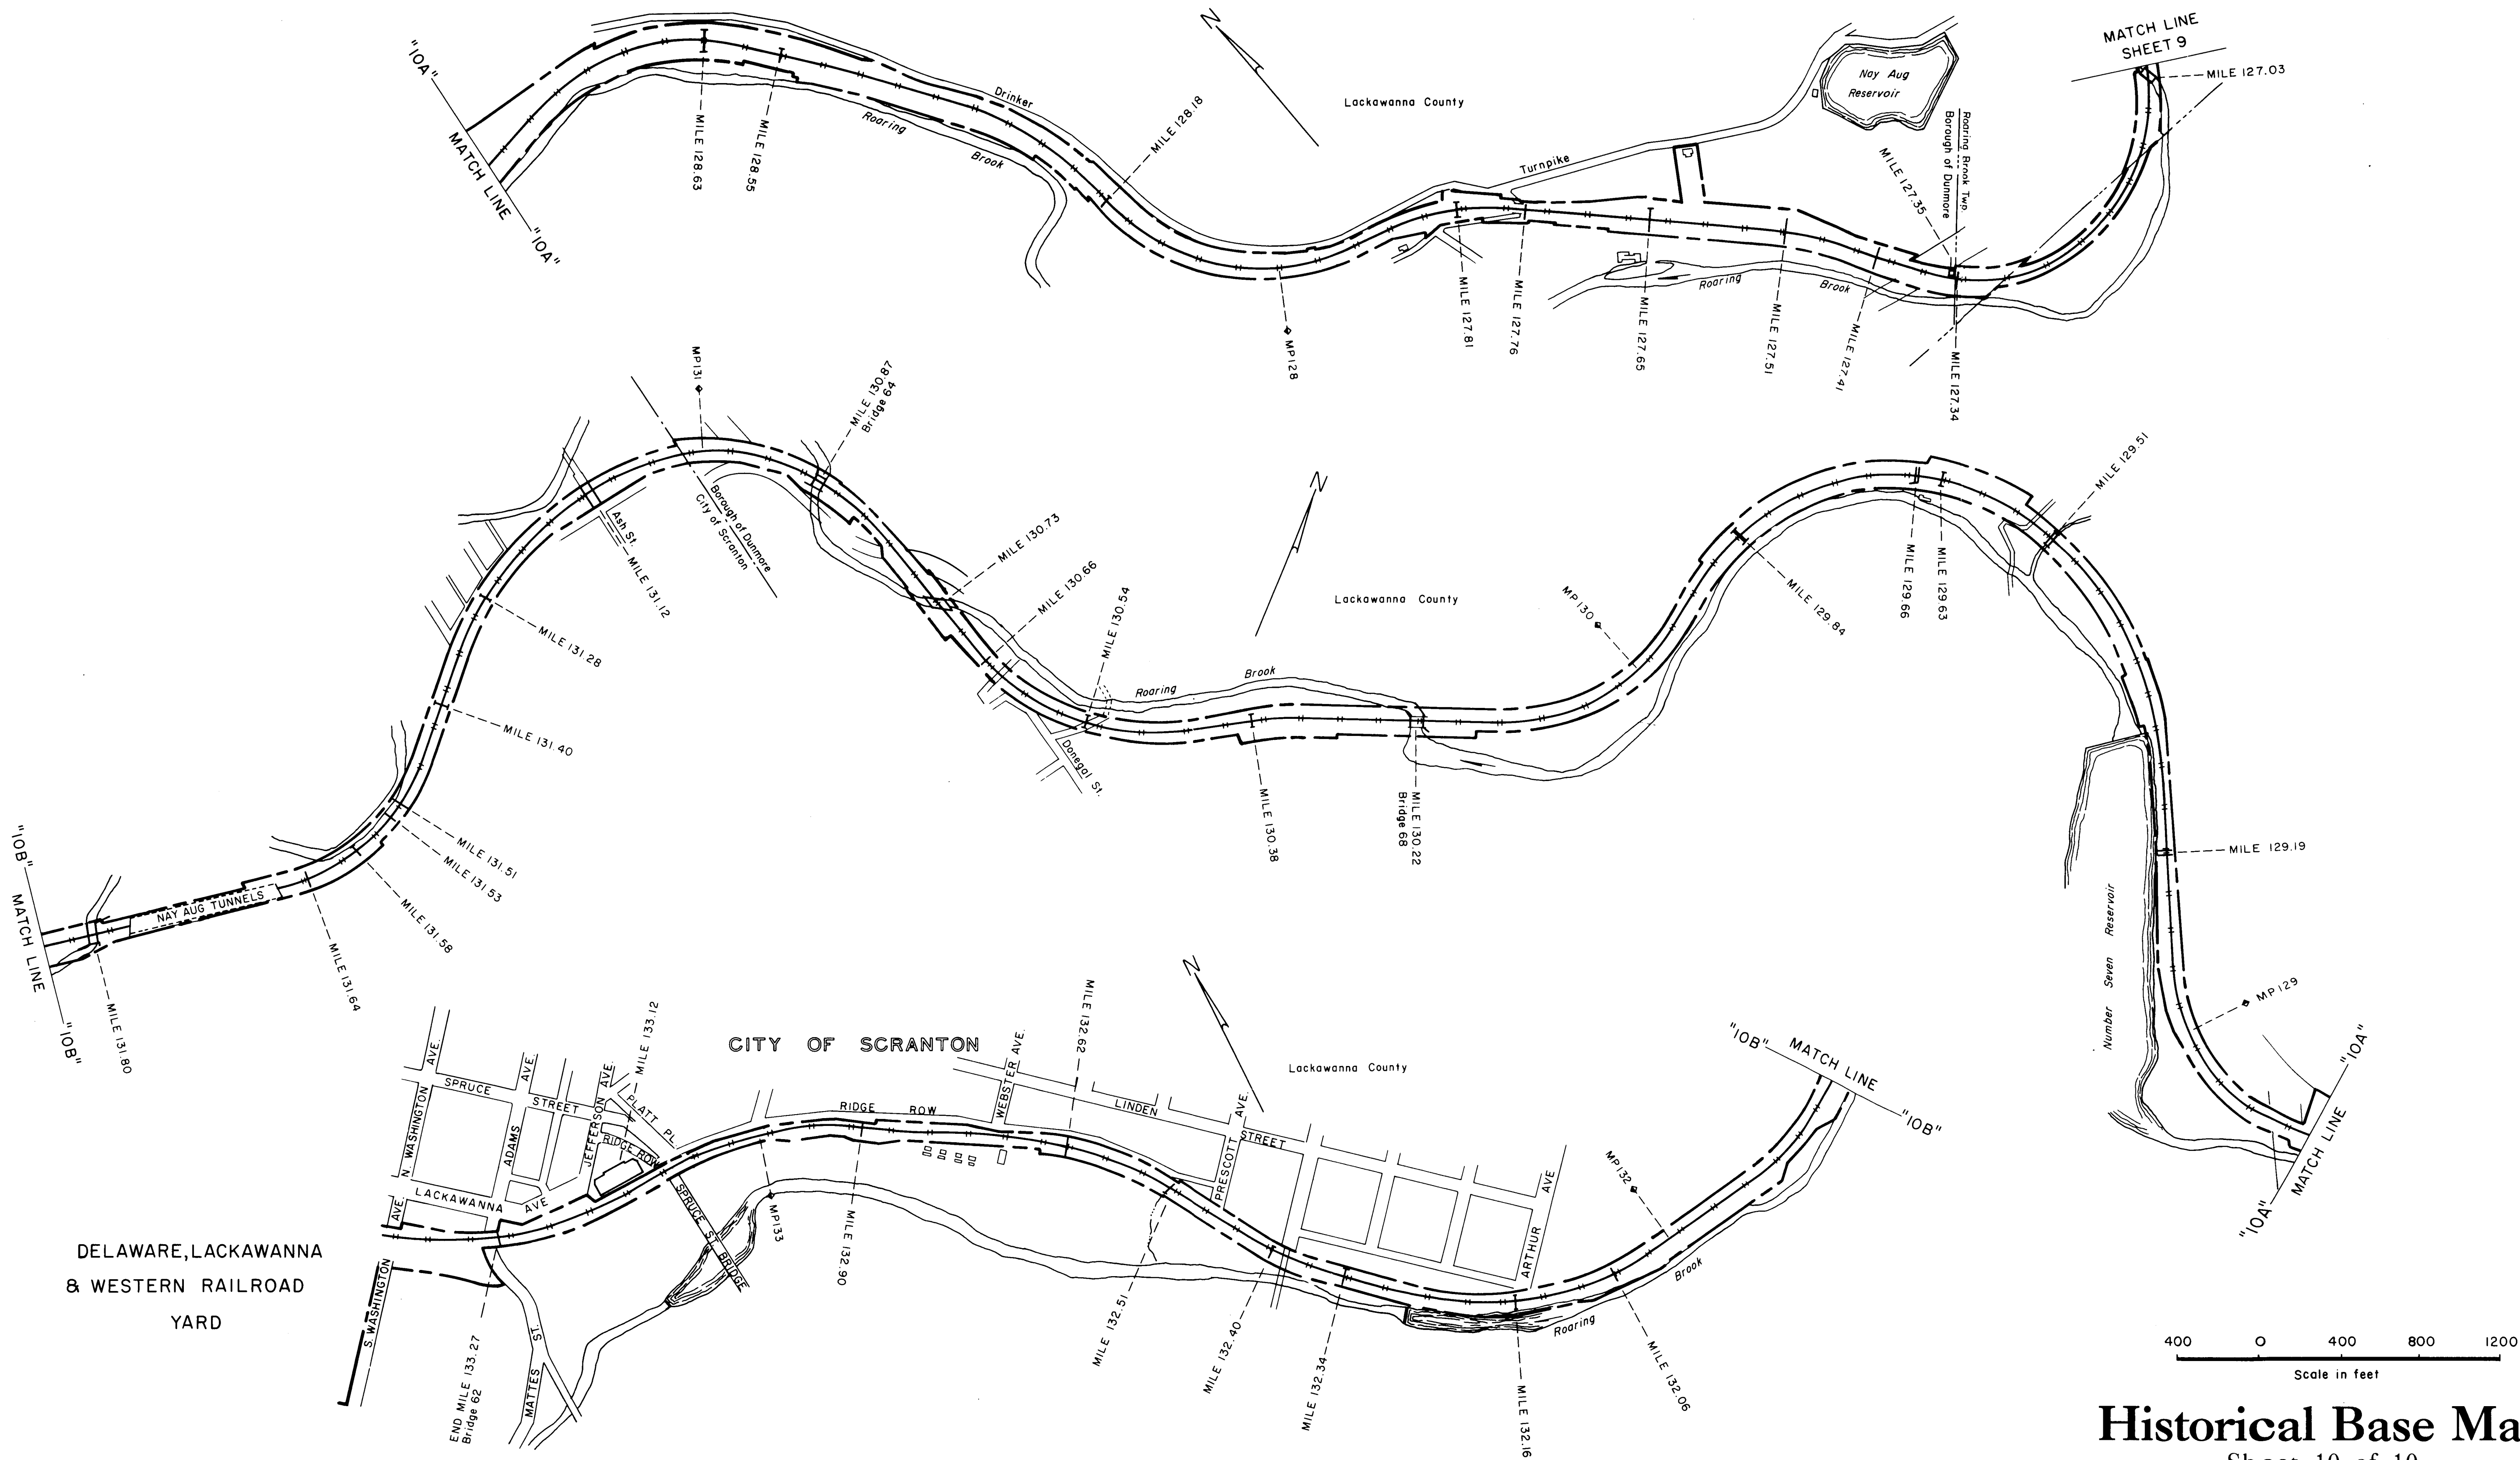 "10A"
MATCH LINE
"10A"
MILE 128.63
MILE 128.55
Drinker
Roaring
Brook
MILE 128.18
N
Lackawanna County
MP128
Turnpike
MILE 127.81
MILE 127.76
MILE 127.65
MILE 127.51
MILE 127.41
Roaring
Brook
Nay Aug
Reservoir
MILE 127.35
Roaring Brook Twp.
Borough of Dunmore
MILE 127.34
MATCH LINE
SHEET 9
MILE 127.03
"10B"
MATCH LINE
"10B"
MILE 131.80
NAY AUG TUNNELS
MILE 131.64
MILE 131.58
MILE 131.53
MILE 131.51
MILE 131.40
MILE 131.28
Ash St.
MILE 131.12
MP131
Borough of Dunmore
City of Scranton
MILE 130.87
Bridge 64
MILE 130.73
MILE 130.66
MILE 130.54
Donegal St.
Roaring
Brook
MILE 130.38
N
Lackawanna County
MILE 130.22
Bridge 68
MP130
MILE 129.84
MILE 129.66
MILE 129.63
MILE 129.51
MILE 129.19
Number Seven Reservoir
MP129
"10A"
MATCH LINE
"10A"
DELAWARE, LACKAWANNA
& WESTERN RAILROAD
YARD
CITY OF SCRANTON
AVE.
N WASHINGTON
AVE.
S. WASHINGTON
SPRUCE
STREET
AVE.
ADAMS
AVE.
JEFFERSON
PLATT PL.
RIDGE ROW
LACKAWANNA
AVE
MILE 133.12
END MILE 133.27
Bridge 62
MATTES
ST.
SPRUCE ST. BRIDGE
MP133
RIDGE ROW
MILE 132.90
WEBSTER AVE.
MILE 132.62
LINDEN
STREET
AVE.
PRESCOTT
MILE 132.51
MILE 132.40
MILE 132.34
N
Lackawanna County
AVE
ARTHUR
MILE 132.16
Roaring
Brook
MP132
MILE 132.06
"10B"
MATCH LINE
"10B"
400 0 400 800 1200
Scale in feet
Historical Base Ma
Sheet 10 of 10